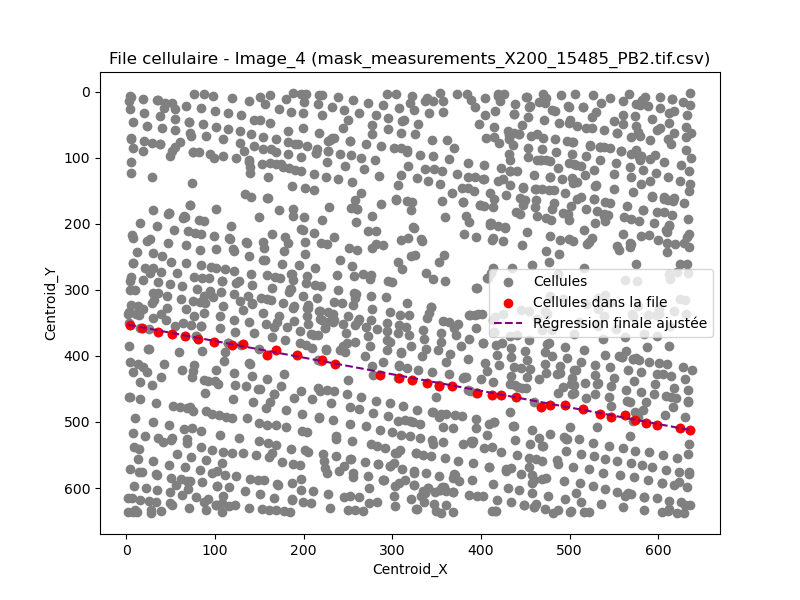 File cellulaire - Image_4 (mask_measurements_X200_15485_PB2.tif.csv)
0
100
200
300
400
500
600
Centroid_Y
Cellules
Cellules dans la file
Régression finale ajustée
0
100
200
300
400
500
600
Centroid_X